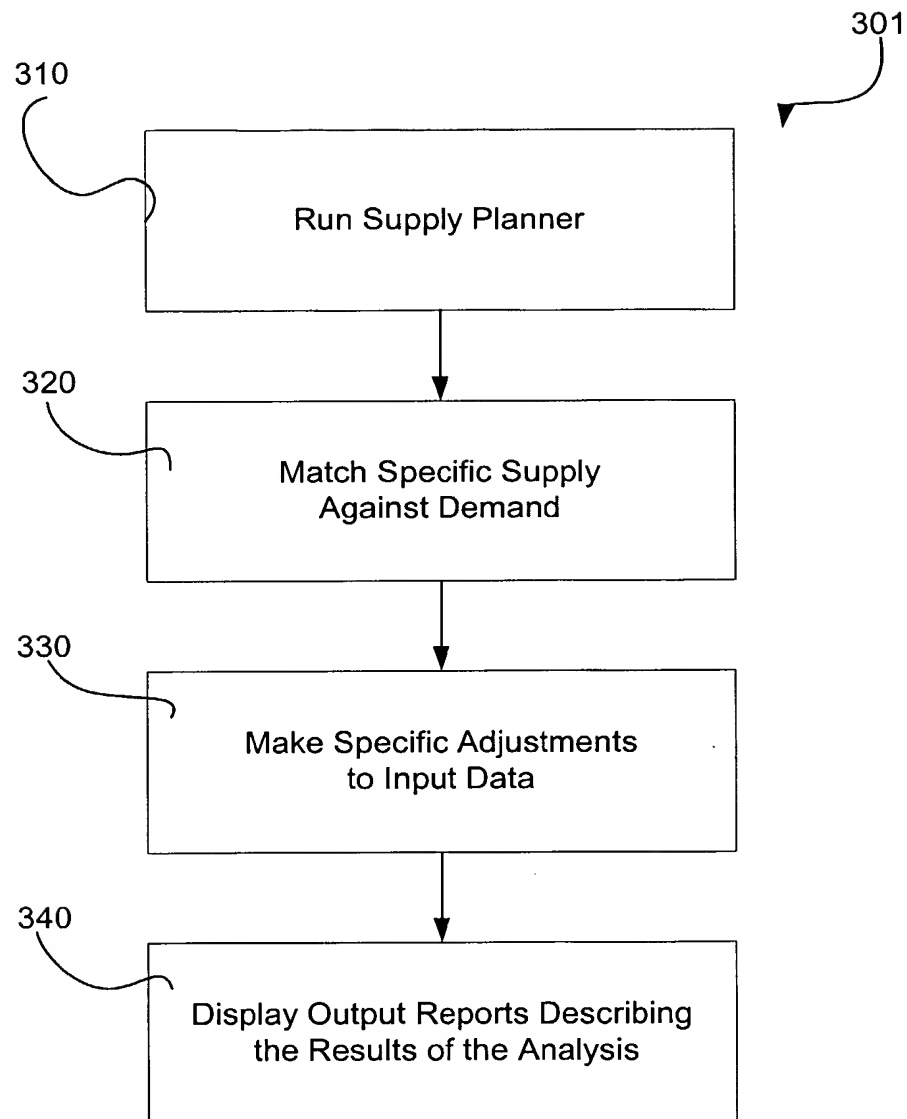 301
310
Run Supply Planner
320
Match Specific Supply
Against Demand
330
Make Specific Adjustments
to Input Data
340
Display Output Reports Describing
the Results of the Analysis